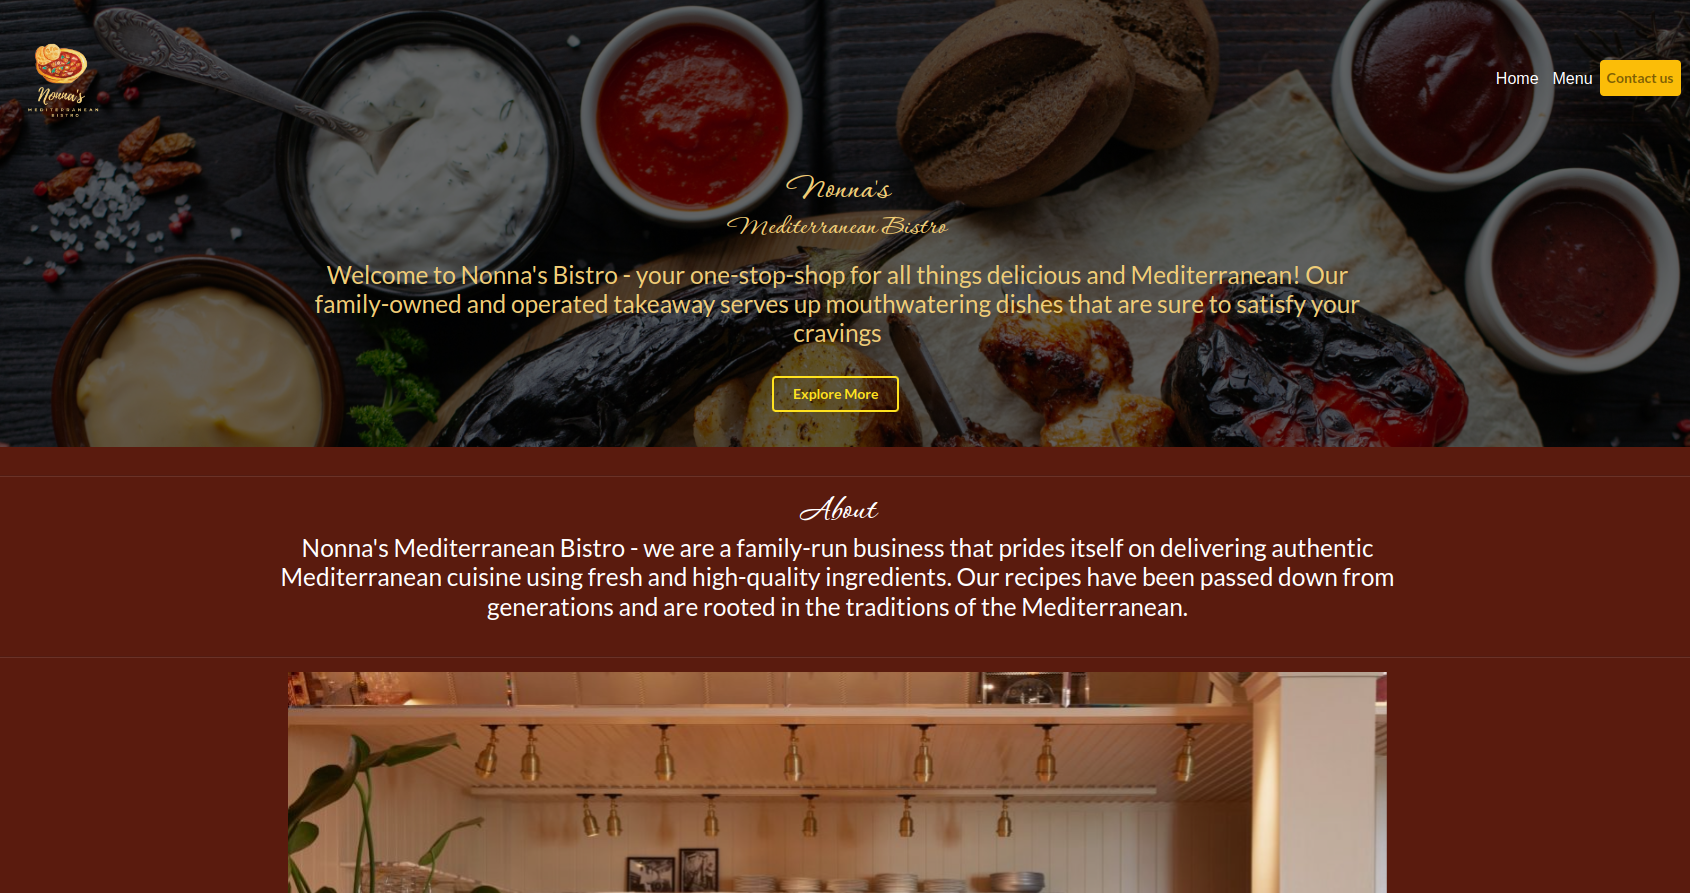 Nonna's
MEDITERRANEAN
BISTRO
Home Menu Contact us
Nonna's
Mediterranean Bistro
Welcome to Nonna's Bistro - your one-stop-shop for all things delicious and Mediterranean! Our
family-owned and operated takeaway serves up mouthwatering dishes that are sure to satisfy your
cravings
Explore More
About
Nonna's Mediterranean Bistro - we are a family-run business that prides itself on delivering authentic
Mediterranean cuisine using fresh and high-quality ingredients. Our recipes have been passed down from
generations and are rooted in the traditions of the Mediterranean.